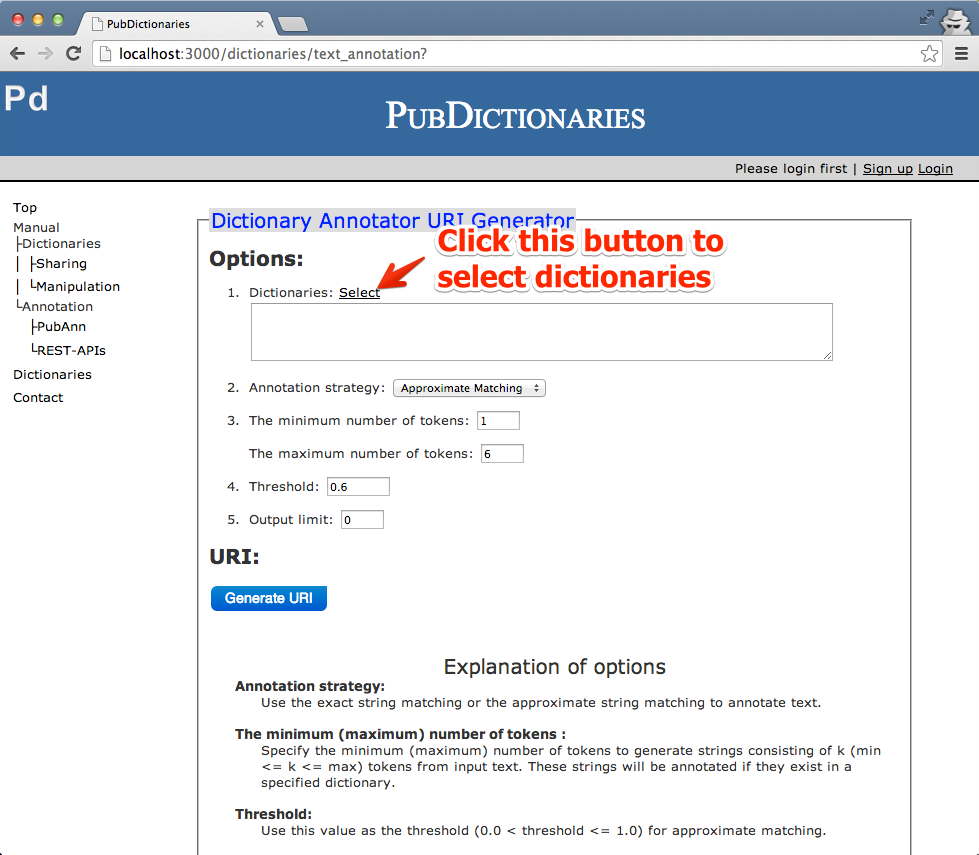 PubDictionaries
localhost:3000/dictionaries/text_annotation?
Pd
PubDictionaries
Please login first | Sign up Login
Top
Manual
├Dictionaries
│ ├Sharing
│ └Manipulation
└Annotation
├PubAnn
└REST-APIs
Dictionaries
Contact
Dictionary Annotator URI Generator
Click this button to
select dictionaries
Options:
1. Dictionaries: Select
2. Annotation strategy: Approximate Matching
3. The minimum number of tokens: 1
The maximum number of tokens: 6
4. Threshold: 0.6
5. Output limit: 0
URI:
Generate URI
Explanation of options
Annotation strategy:
Use the exact string matching or the approximate string matching to annotate text.
The minimum (maximum) number of tokens :
Specify the minimum (maximum) number of tokens to generate strings consisting of k (min
<= k <= max) tokens from input text. These strings will be annotated if they exist in a
specified dictionary.
Threshold:
Use this value as the threshold (0.0 < threshold <= 1.0) for approximate matching.